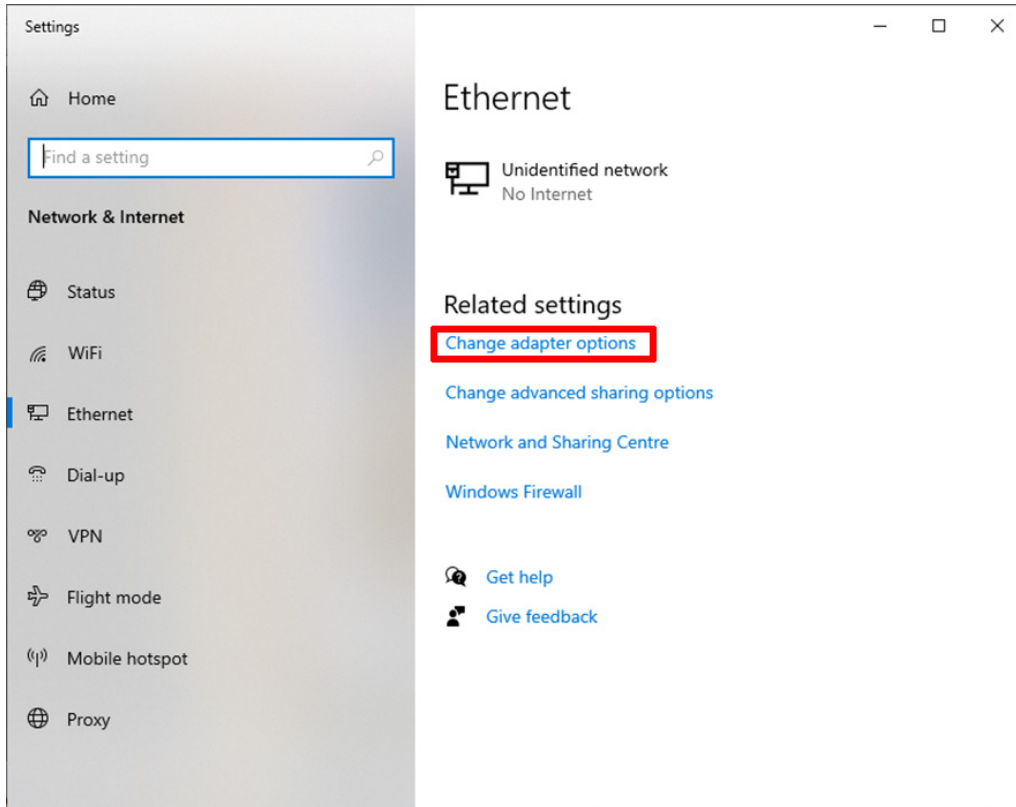 Settings
Home
Find a setting
Network & Internet
Status
WiFi
Ethernet
Dial-up
VPN
Flight mode
Mobile hotspot
Proxy
Ethernet
Unidentified network
No Internet
Related settings
Change adapter options
Change advanced sharing options
Network and Sharing Centre
Windows Firewall
Get help
Give feedback